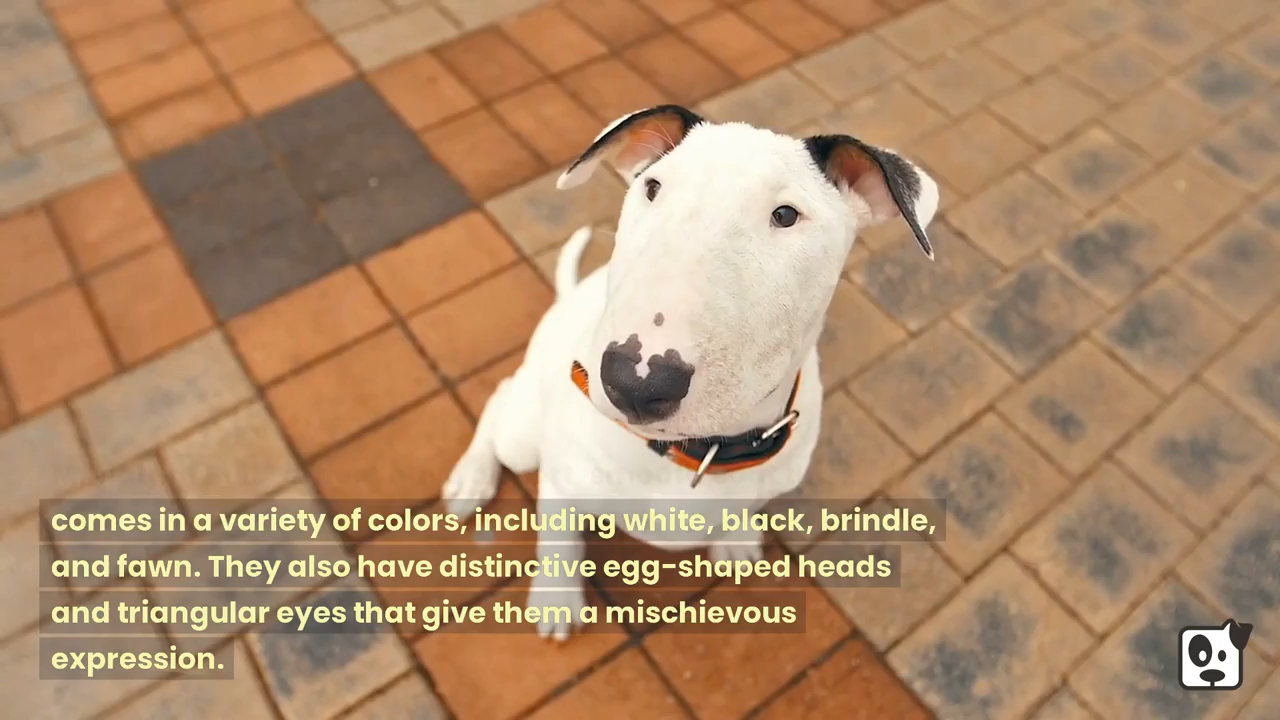 comes in a variety of colors, including white, black, brindle,
and fawn. They also have distinctive egg-shaped heads
and triangular eyes that give them a mischievous
expression.